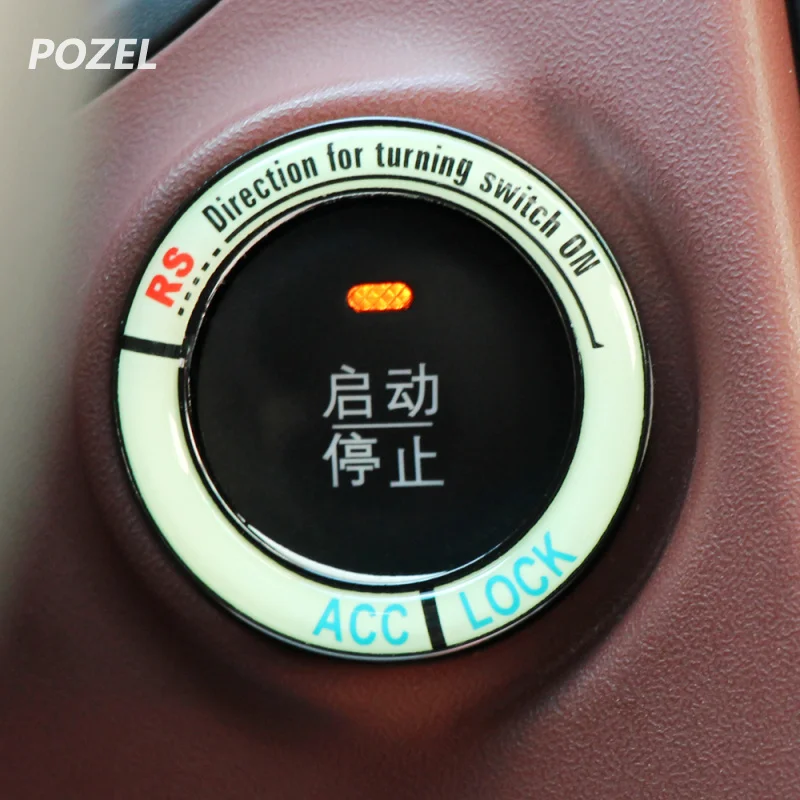 POZEL
RS Direction for turning switch ON
启动
停止
ACC LOCK